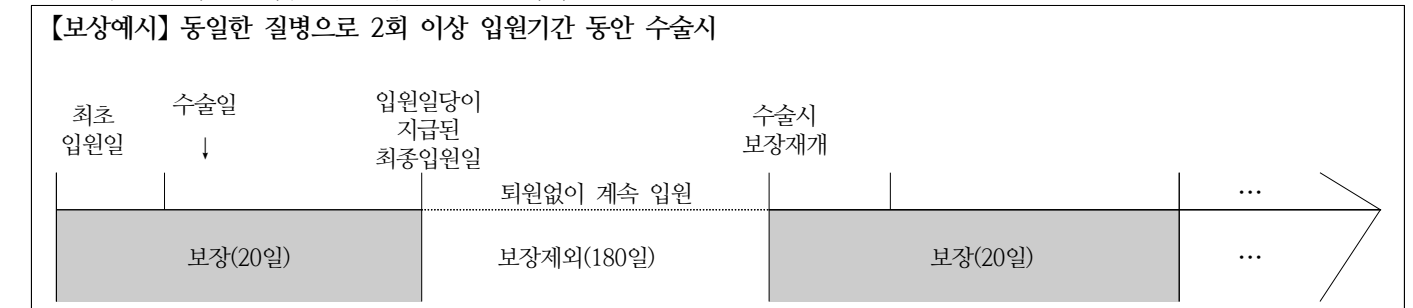 【보상예시】 동일한 질병으로 2회 이상 입원기간 동안 수술시
최초
입원일
수술일
↓
입원일당이
지급된
최종입원일
수술시
보장재개
퇴원없이 계속 입원
…
보장(20일)
보장제외(180일)
보장(20일)
…